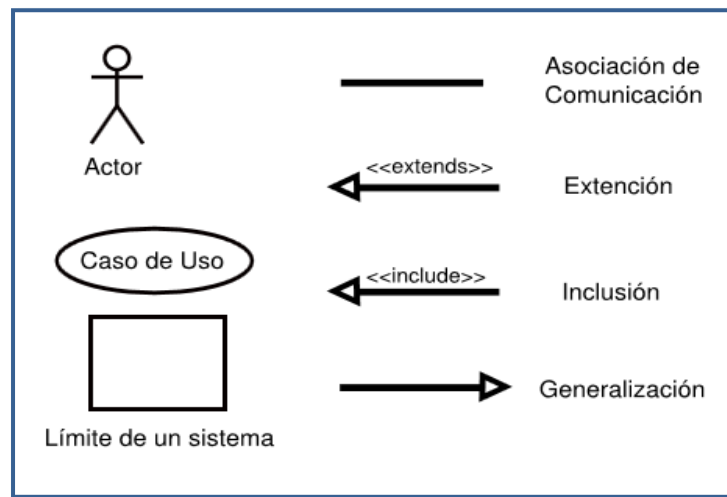 Actor
Caso de Uso
Límite de un sistema
Asociación de
Comunicación
<<extends>>
Extención
<<include>>
Inclusión
Generalización